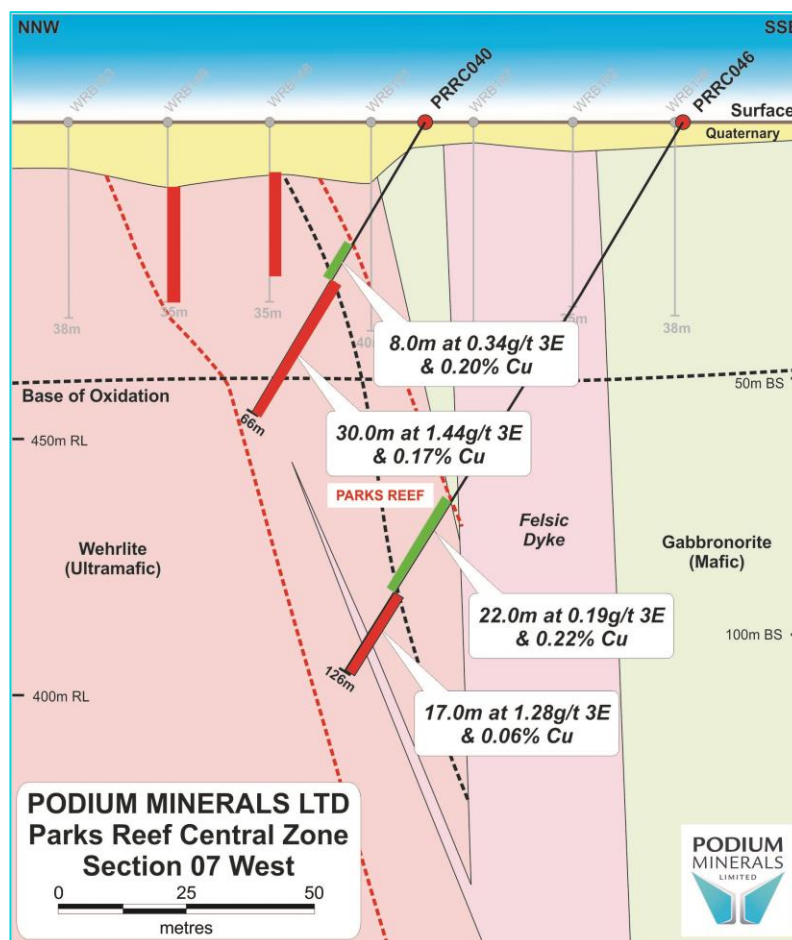 NNW
SSE
WRB148
PRRC040
PRRC046
Surface
Quaternary
38m
35m
35m
38m
8.0m at 0.34g/t 3E
& 0.20% Cu
Base of Oxidation
50m BS
66m
450m RL
30.0m at 1.44g/t 3E
& 0.17% Cu
PARKS REEF
Felsic
Dyke
Wehrlite
(Ultramafic)
Gabbronorite
(Mafic)
22.0m at 0.19g/t 3E
& 0.22% Cu
100m BS
126m
400m RL
17.0m at 1.28g/t 3E
& 0.06% Cu
PODIUM MINERALS LTD
Parks Reef Central Zone
Section 07 West
0 25 50
metres
PODIUM
MINERALS
LIMITED